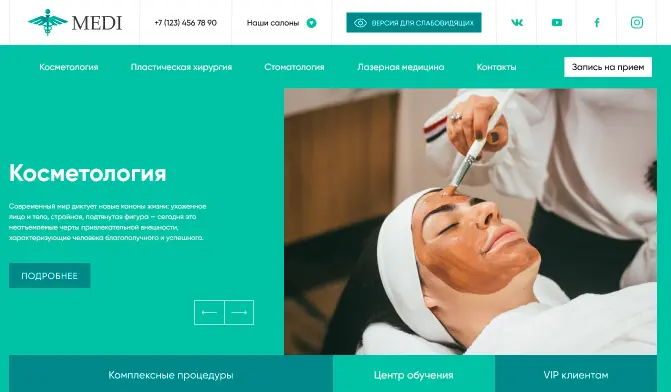 MEDI
+7 (123) 456 78 90
Наши салоны
ВЕРСИЯ ДЛЯ СЛАБОВИДЯЩИХ
Косметология
Пластическая хирургия
Стоматология
Лазерная медицина
Контакты
Запись на прием
Косметология
Современный мир диктует новые каноны жизни: ухоженное
лицо и тело, стройная, подтянутая фигура — сегодня это
неотъемлемые черты привлекательной внешности,
характеризующие человека благополучного и успешного.
ПОДРОБНЕЕ
Комплексные процедуры
Центр обучения
VIP клиентам